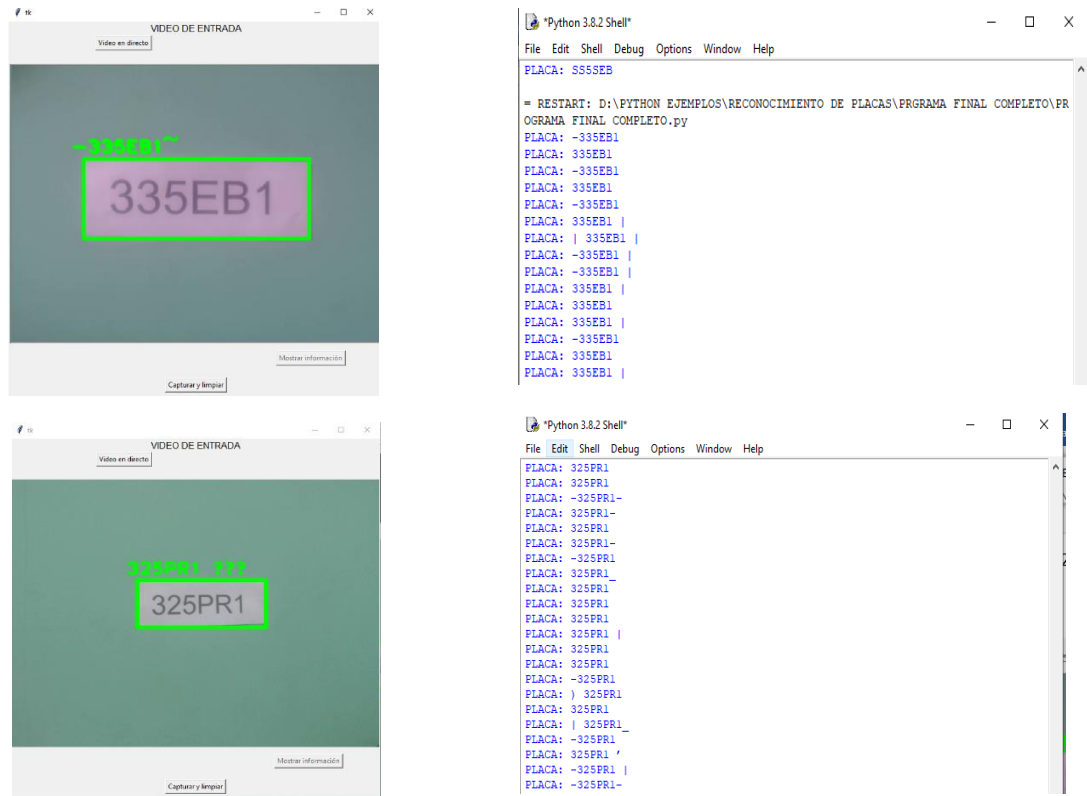 tk
VIDEO DE ENTRADA
Video en directo
-335EB1~
335EB1
Mostrar información
Capturar y limpiar
*Python 3.8.2 Shell*
File Edit Shell Debug Options Window Help
PLACA: SS5SEB
= RESTART: D:\PYTHON EJEMPLOS\RECONOCIMIENTO DE PLACAS\PRGRAMA FINAL COMPLETO\PR
OGRAMA FINAL COMPLETO.py
PLACA: -335EB1
PLACA: 335EB1
PLACA: -335EB1
PLACA: 335EB1
PLACA: -335EB1
PLACA: 335EB1 |
PLACA: | 335EB1 |
PLACA: -335EB1 |
PLACA: -335EB1 |
PLACA: 335EB1 |
PLACA: 335EB1
PLACA: 335EB1 |
PLACA: -335EB1
PLACA: 335EB1
PLACA: 335EB1 |
tk
VIDEO DE ENTRADA
Video en directo
325PR1 :???
325PR1
Mostrar información
Capturar y limpiar
*Python 3.8.2 Shell*
File Edit Shell Debug Options Window Help
PLACA: 325PR1
PLACA: 325PR1
PLACA: -325PR1-
PLACA: 325PR1-
PLACA: 325PR1
PLACA: 325PR1-
PLACA: -325PR1
PLACA: 325PR1_
PLACA: 325PR1
PLACA: 325PR1
PLACA: 325PR1
PLACA: 325PR1 |
PLACA: 325PR1
PLACA: 325PR1
PLACA: -325PR1
PLACA: ) 325PR1
PLACA: 325PR1
PLACA: | 325PR1_
PLACA: -325PR1
PLACA: 325PR1 ’
PLACA: -325PR1 |
PLACA: -325PR1-